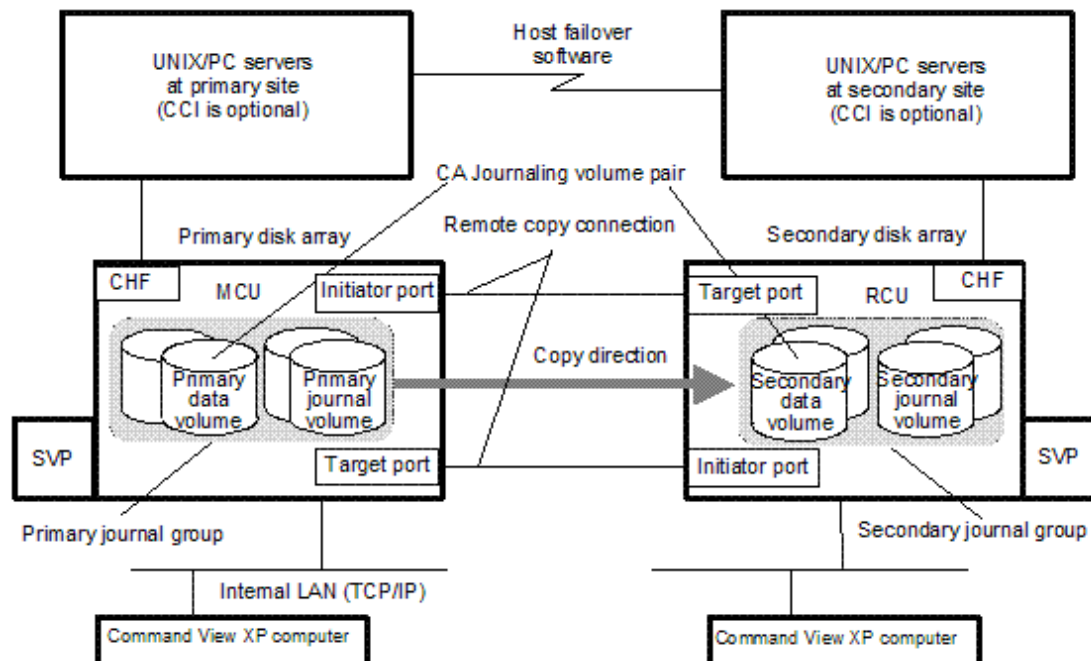 UNIX/PC servers
at primary site
(CCI is optional)
Host failover
software
UNIX/PC servers
at secondary site
(CCI is optional)
CA Journaling volume pair
Remote copy connection
Primary disk array
Secondary disk array
CHF
MCU
Initiator port
Target port
RCU
CHF
Copy direction
Primary
data
volume
Primary
journal
volume
Secondary
data
volume
Secondary
journal
volume
SVP
Target port
Initiator port
SVP
Primary journal group
Secondary journal group
Internal LAN (TCP/IP)
Command View XP computer
Command View XP computer